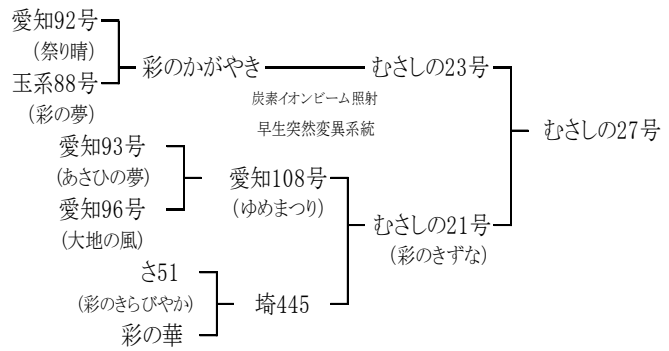 愛知92号
(祭り晴)
彩のかがやき
むさしの23号
玉系88号
(彩の夢)
炭素イオンビーム照射
早生突然変異系統
むさしの27号
愛知93号
(あさひの夢)
愛知108号
(ゆめまつり)
愛知96号
(大地の風)
むさしの21号
(彩のきずな)
さ51
(彩のきらびやか)
埼445
彩の華